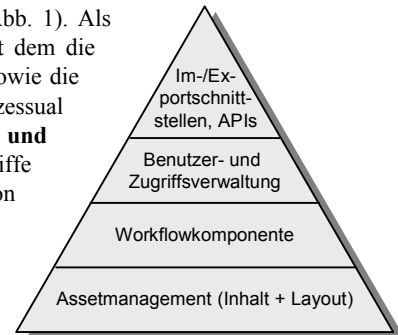 Abb. 1). Als
t dem die
owie die
zessual
und
iffe
on
Im-/Ex-
portschnitt-
stellen, APIs
Benutzer- und
Zugriffsverwaltung
Workflowkomponente
Assetmanagement (Inhalt + Layout)